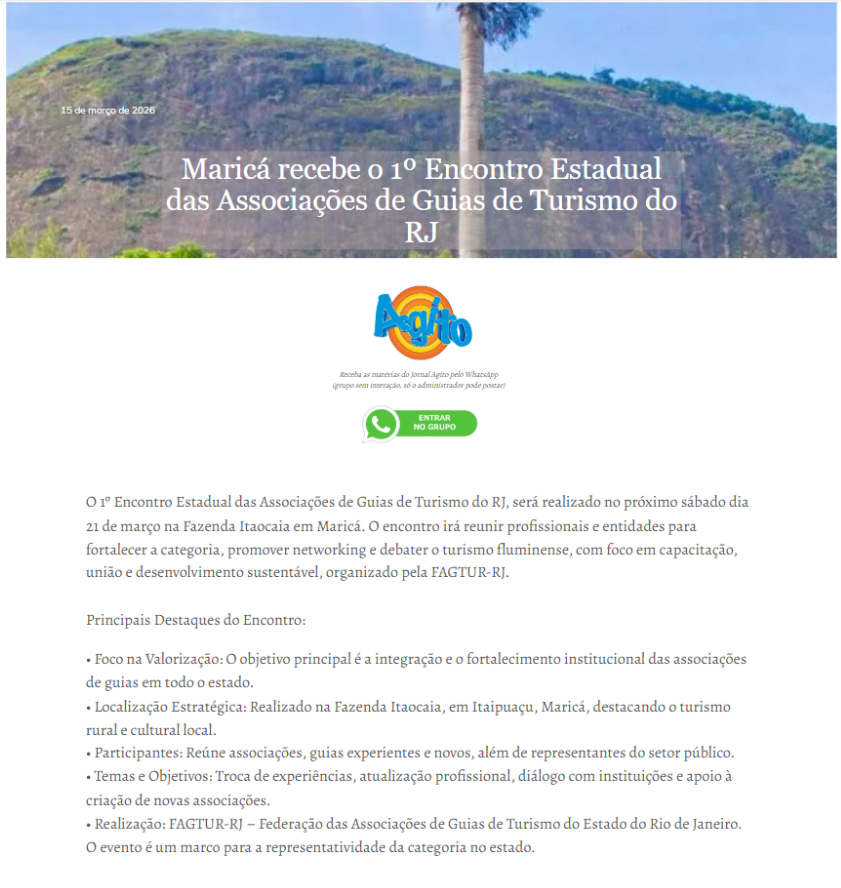 15 de março de 2026
Maricá recebe o 1º Encontro Estadual
das Associações de Guias de Turismo do
RJ
Agito
Receba as matérias do Jornal Agito pelo WhatsApp
(grupo sem interação, só o administrador pode postar)
ENTRAR
NO GRUPO
O 1º Encontro Estadual das Associações de Guias de Turismo do RJ, será realizado no próximo sábado dia
21 de março na Fazenda Itaocaia em Maricá. O encontro irá reunir profissionais e entidades para
fortalecer a categoria, promover networking e debater o turismo fluminense, com foco em capacitação,
união e desenvolvimento sustentável, organizado pela FAGTUR-RJ.
Principais Destaques do Encontro:
• Foco na Valorização: O objetivo principal é a integração e o fortalecimento institucional das associações
de guias em todo o estado.
• Localização Estratégica: Realizado na Fazenda Itaocaia, em Itaipuaçu, Maricá, destacando o turismo
rural e cultural local.
• Participantes: Reúne associações, guias experientes e novos, além de representantes do setor público.
• Temas e Objetivos: Troca de experiências, atualização profissional, diálogo com instituições e apoio à
criação de novas associações.
• Realização: FAGTUR-RJ – Federação das Associações de Guias de Turismo do Estado do Rio de Janeiro.
O evento é um marco para a representatividade da categoria no estado.